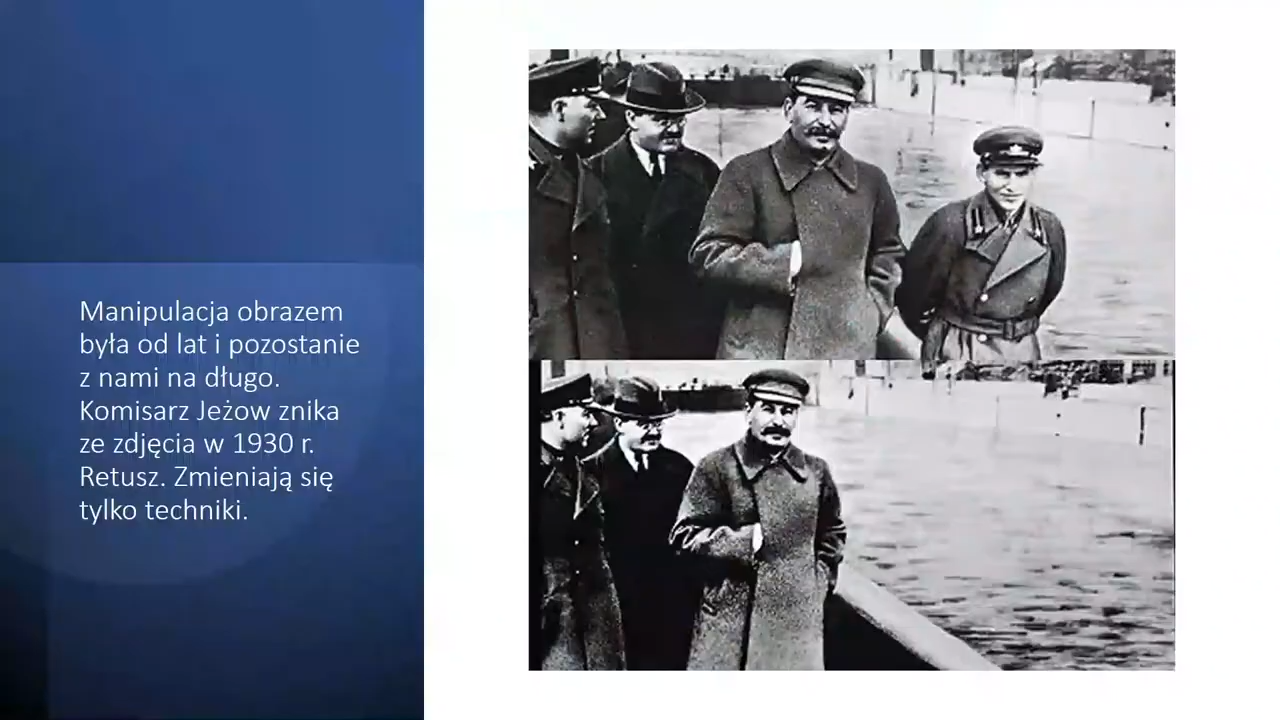 Manipulacja obrazem
była od lat i pozostanie
z nami na długo.
Komisarz Jeżow znika
ze zdjęcia w 1930 r.
Retusz. Zmieniają się
tylko techniki.